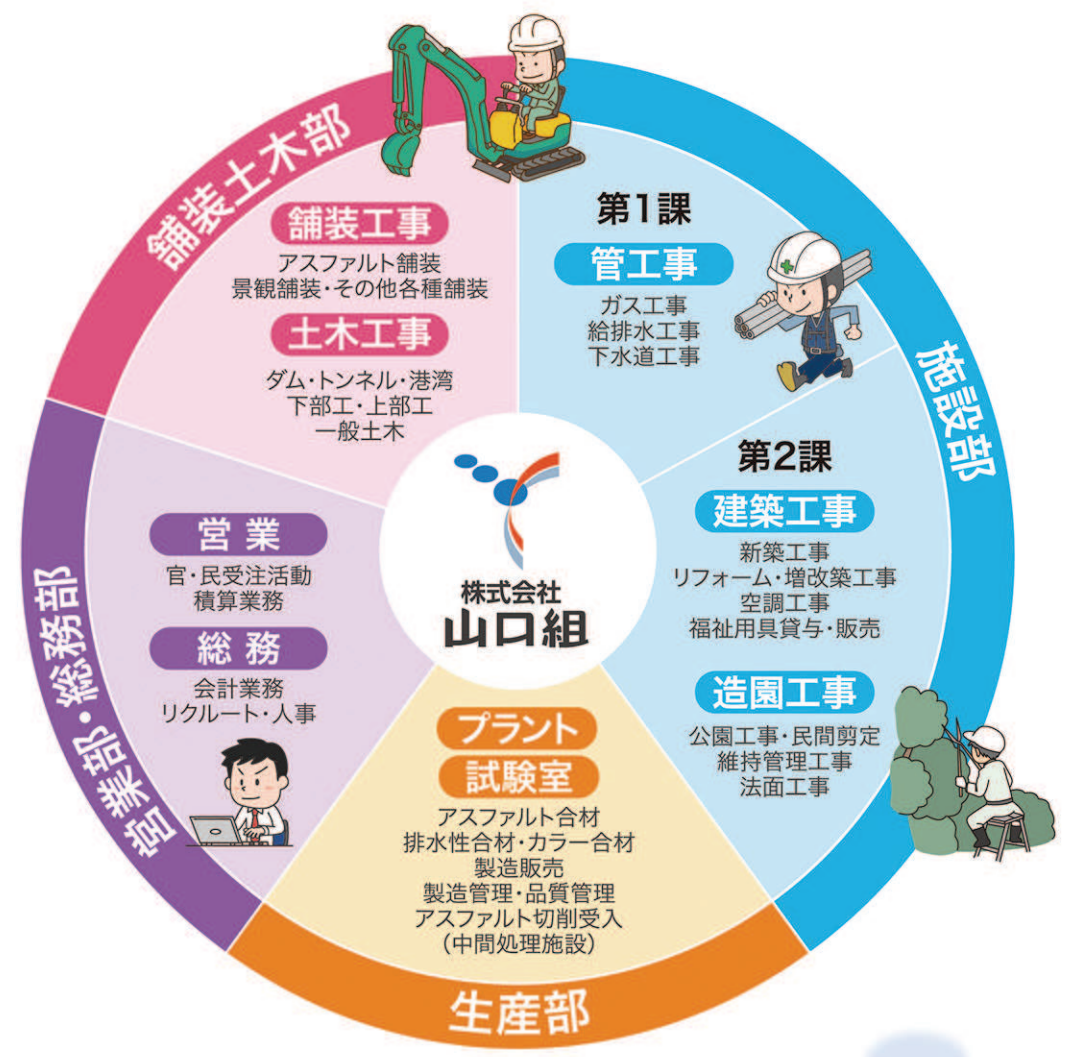 舗装土木部
舗装工事
アスファルト舗装
景観舗装・その他各種舗装
土木工事
ダム・トンネル・港湾
下部工・上部工
一般土木
施設部
第1課
管工事
ガス工事
給排水工事
下水道工事
第2課
建築工事
新築工事
リフォーム・増改築工事
空調工事
福祉用具貸与・販売
造園工事
公園工事・民間剪定
維持管理工事
法面工事
生産部
プラント
試験室
アスファルト合材
排水性合材・カラー合材
製造販売
製造管理・品質管理
アスファルト切削受入
（中間処理施設）
営業部・総務部
営業
官・民受注活動
積算業務
総務
会計業務
リクルート・人事
株式会社
山口組